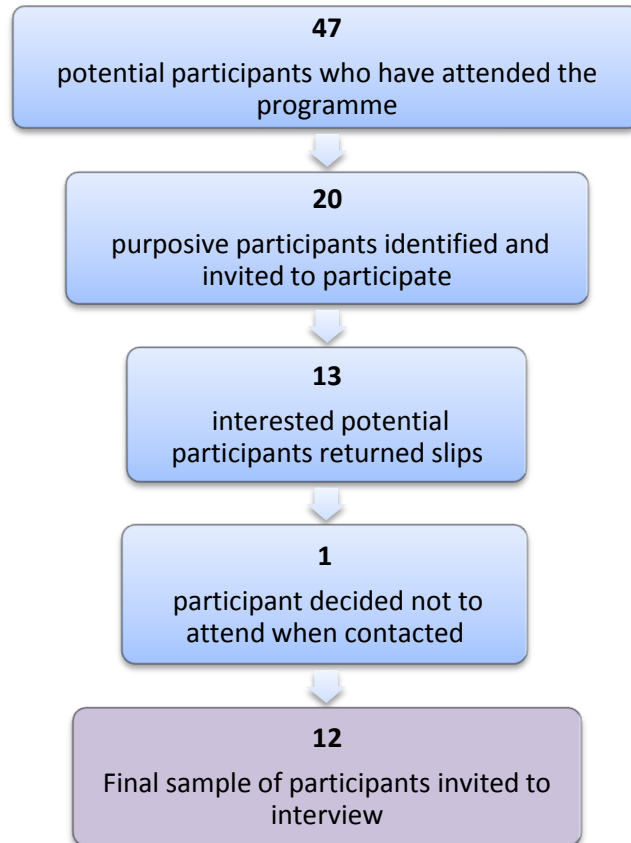 47
potential participants who have attended the
programme
20
purposive participants identified and
invited to participate
13
interested potential
participants returned slips
1
participant decided not to
attend when contacted
12
Final sample of participants invited to
interview